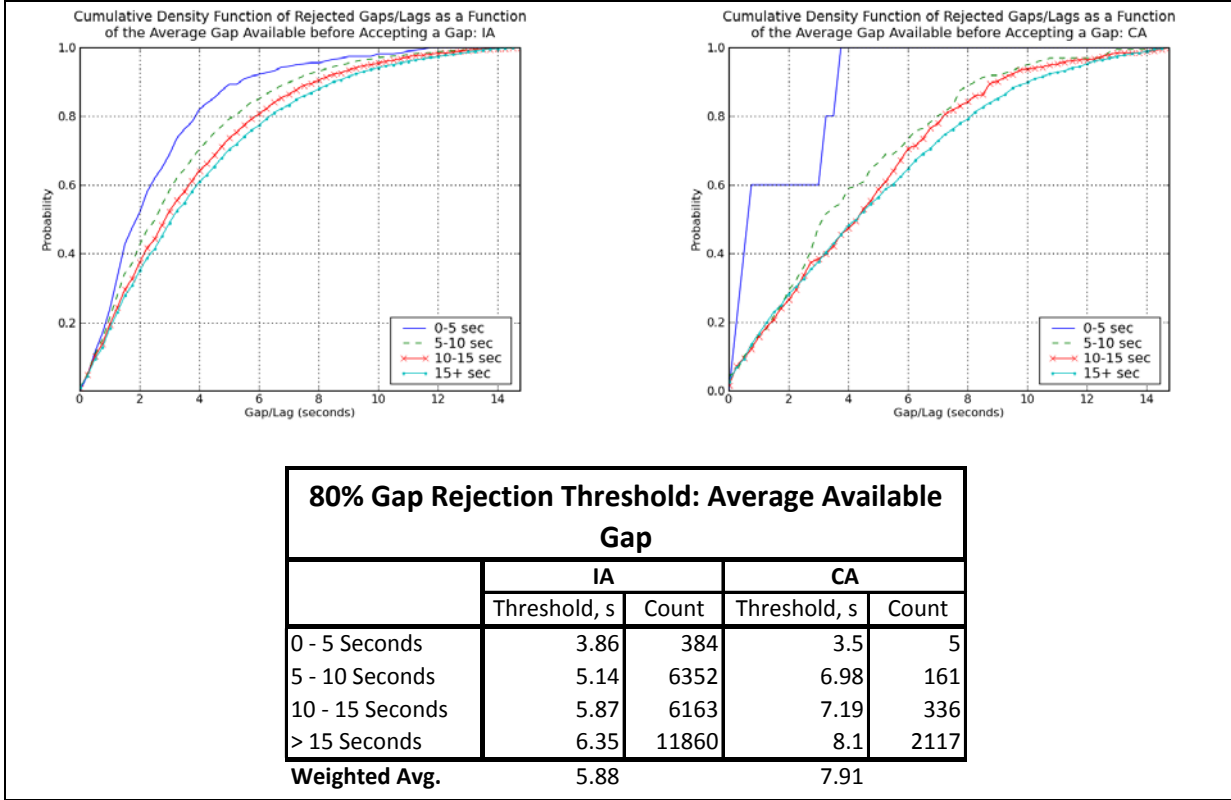 Cumulative Density Function of Rejected Gaps/Lags as a Function
of the Average Gap Available before Accepting a Gap: IA
1.0
0.8
0.6
0.4
0.2
Probability
0 2 4 6 8 10 12 14
Gap/Lag (seconds)
0-5 sec
5-10 sec
10-15 sec
15+ sec
Cumulative Density Function of Rejected Gaps/Lags as a Function
of the Average Gap Available before Accepting a Gap: CA
1.0
0.8
0.6
0.4
0.2
0.0
Probability
0 2 4 6 8 10 12 14
Gap/Lag (seconds)
0-5 sec
5-10 sec
10-15 sec
15+ sec
80% Gap Rejection Threshold: Average Available
Gap
IA CA
Threshold, s Count Threshold, s Count
0 - 5 Seconds 3.86 384 3.5 5
5 - 10 Seconds 5.14 6352 6.98 161
10 - 15 Seconds 5.87 6163 7.19 336
> 15 Seconds 6.35 11860 8.1 2117
Weighted Avg. 5.88 7.91